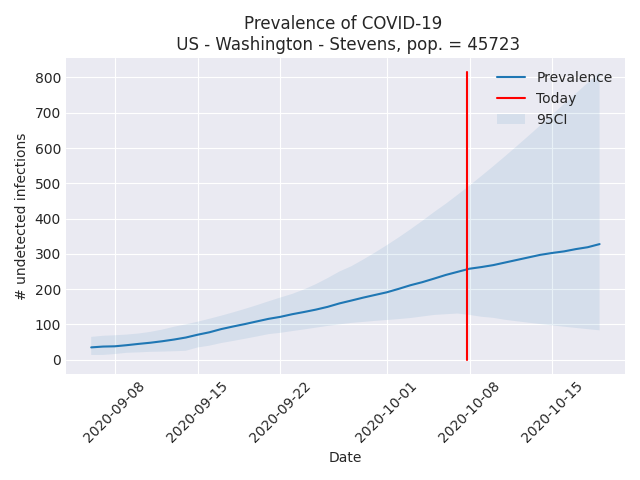 Prevalence of COVID-19
US - Washington - Stevens, pop. = 45723
Prevalence
Today
95CI
800
700
600
500
400
300
200
100
0
# undetected infections
2020-09-08
2020-09-15
2020-09-22
2020-10-01
2020-10-08
2020-10-15
Date